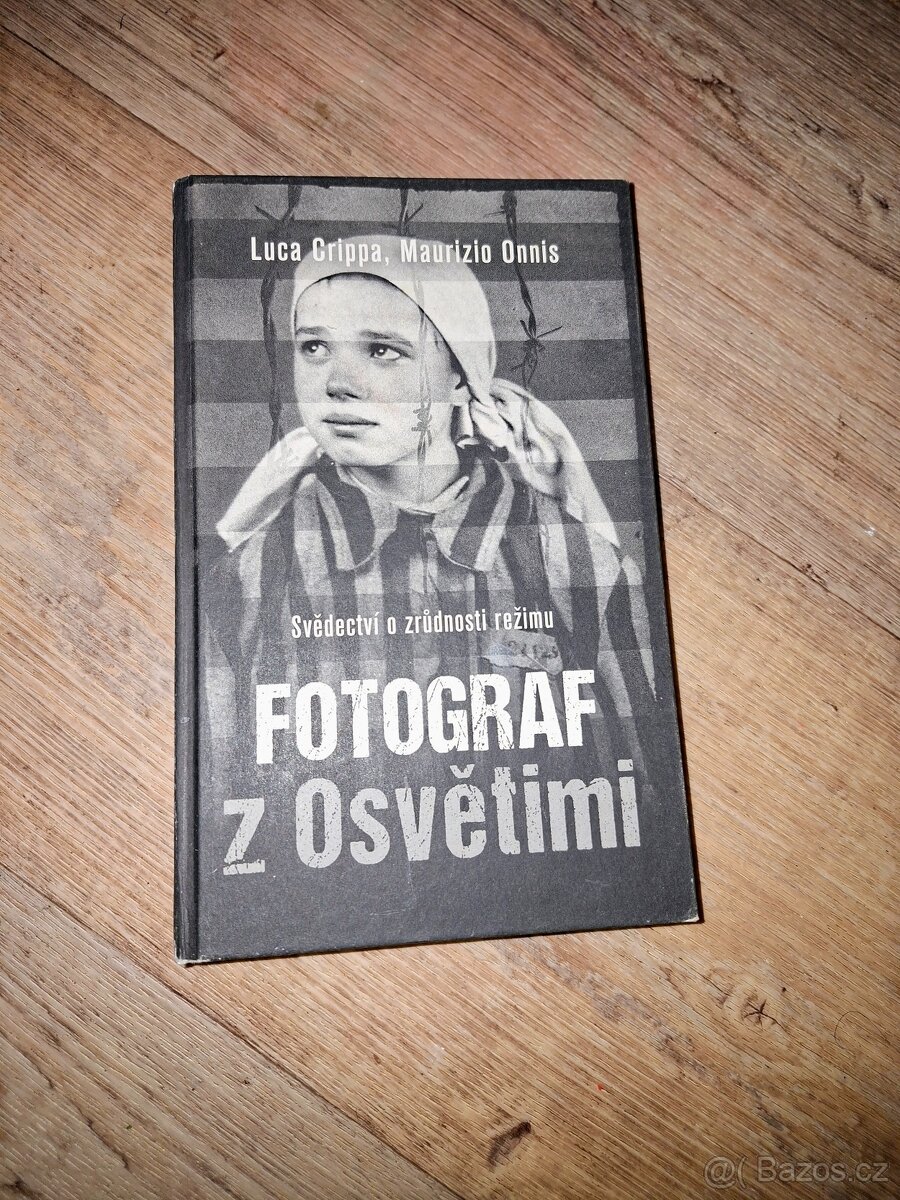 Luca Crippa, Maurizio Onnis
Svědectví o zrůdnosti režimu
FOTOGRAF
z Osvětimi
@( Bazos.cz